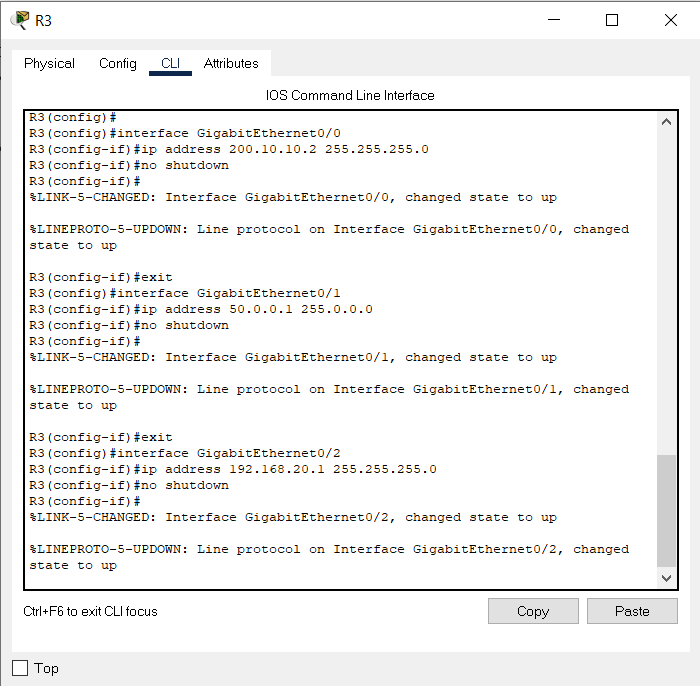 R3
Physical Config CLI Attributes
IOS Command Line Interface
R3(config)#
R3(config)#interface GigabitEthernet0/0
R3(config-if)#ip address 200.10.10.2 255.255.255.0
R3(config-if)#no shutdown
R3(config-if)#
%LINK-5-CHANGED: Interface GigabitEthernet0/0, changed state to up
%LINEPROTO-5-UPDOWN: Line protocol on Interface GigabitEthernet0/0, changed
state to up
R3(config-if)#exit
R3(config)#interface GigabitEthernet0/1
R3(config-if)#ip address 50.0.0.1 255.0.0.0
R3(config-if)#no shutdown
R3(config-if)#
%LINK-5-CHANGED: Interface GigabitEthernet0/1, changed state to up
%LINEPROTO-5-UPDOWN: Line protocol on Interface GigabitEthernet0/1, changed
state to up
R3(config-if)#exit
R3(config)#interface GigabitEthernet0/2
R3(config-if)#ip address 192.168.20.1 255.255.255.0
R3(config-if)#no shutdown
R3(config-if)#
%LINK-5-CHANGED: Interface GigabitEthernet0/2, changed state to up
%LINEPROTO-5-UPDOWN: Line protocol on Interface GigabitEthernet0/2, changed
state to up
Ctrl+F6 to exit CLI focus Copy Paste
Top